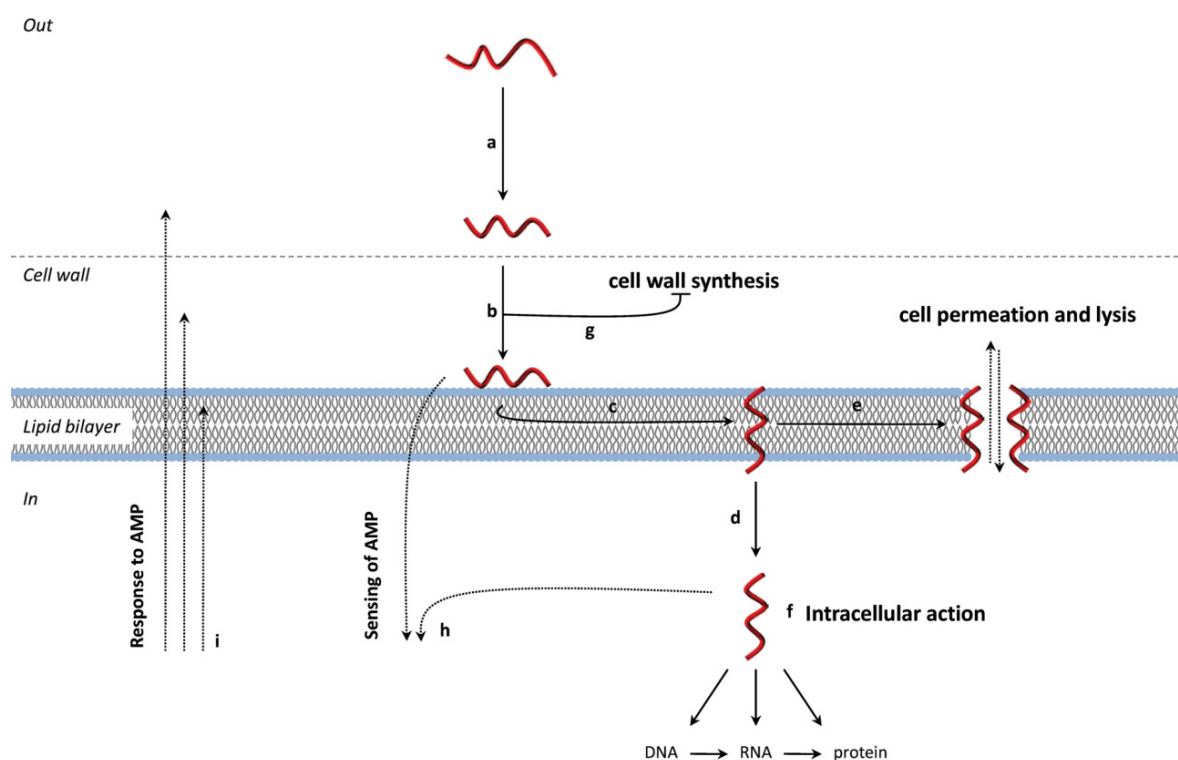 Out
a
Cell wall
cell wall synthesis
b
g
cell permeation and lysis
c
e
Lipid bilayer
In
d
Response to AMP
Sensing of AMP
h
f Intracellular action
i
DNA RNA protein